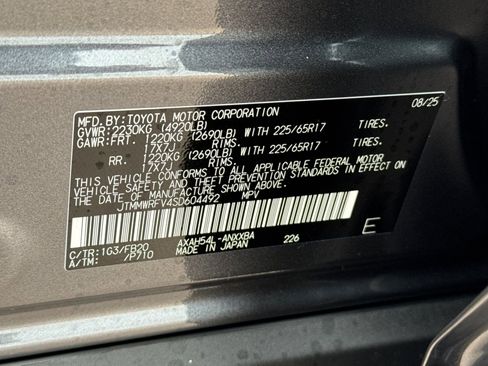 MFD.BY:TOYOTA MOTOR CORPORATION 08/25
GVWR:2230KG (4920LB)
GAWR:FRT. 1220KG (2690LB) WITH 225/65R17 TIRES.
17X7J RIMS.
RR. 1220KG (2690LB) WITH 225/65R17 TIRES.
17X7J RIMS.
THIS VEHICLE CONFORMS TO ALL APPLICABLE FEDERAL MOTOR
VEHICLE SAFETY STANDARDS IN EFFECT ON THE DATE OF
MANUFACTURE SHOWN ABOVE.
JTMMWRFV4SD604492 MPV
C/TR:1G3/FB20 AXAH54L-ANXXBA 226 E
A/TM: /P710 MADE IN JAPAN